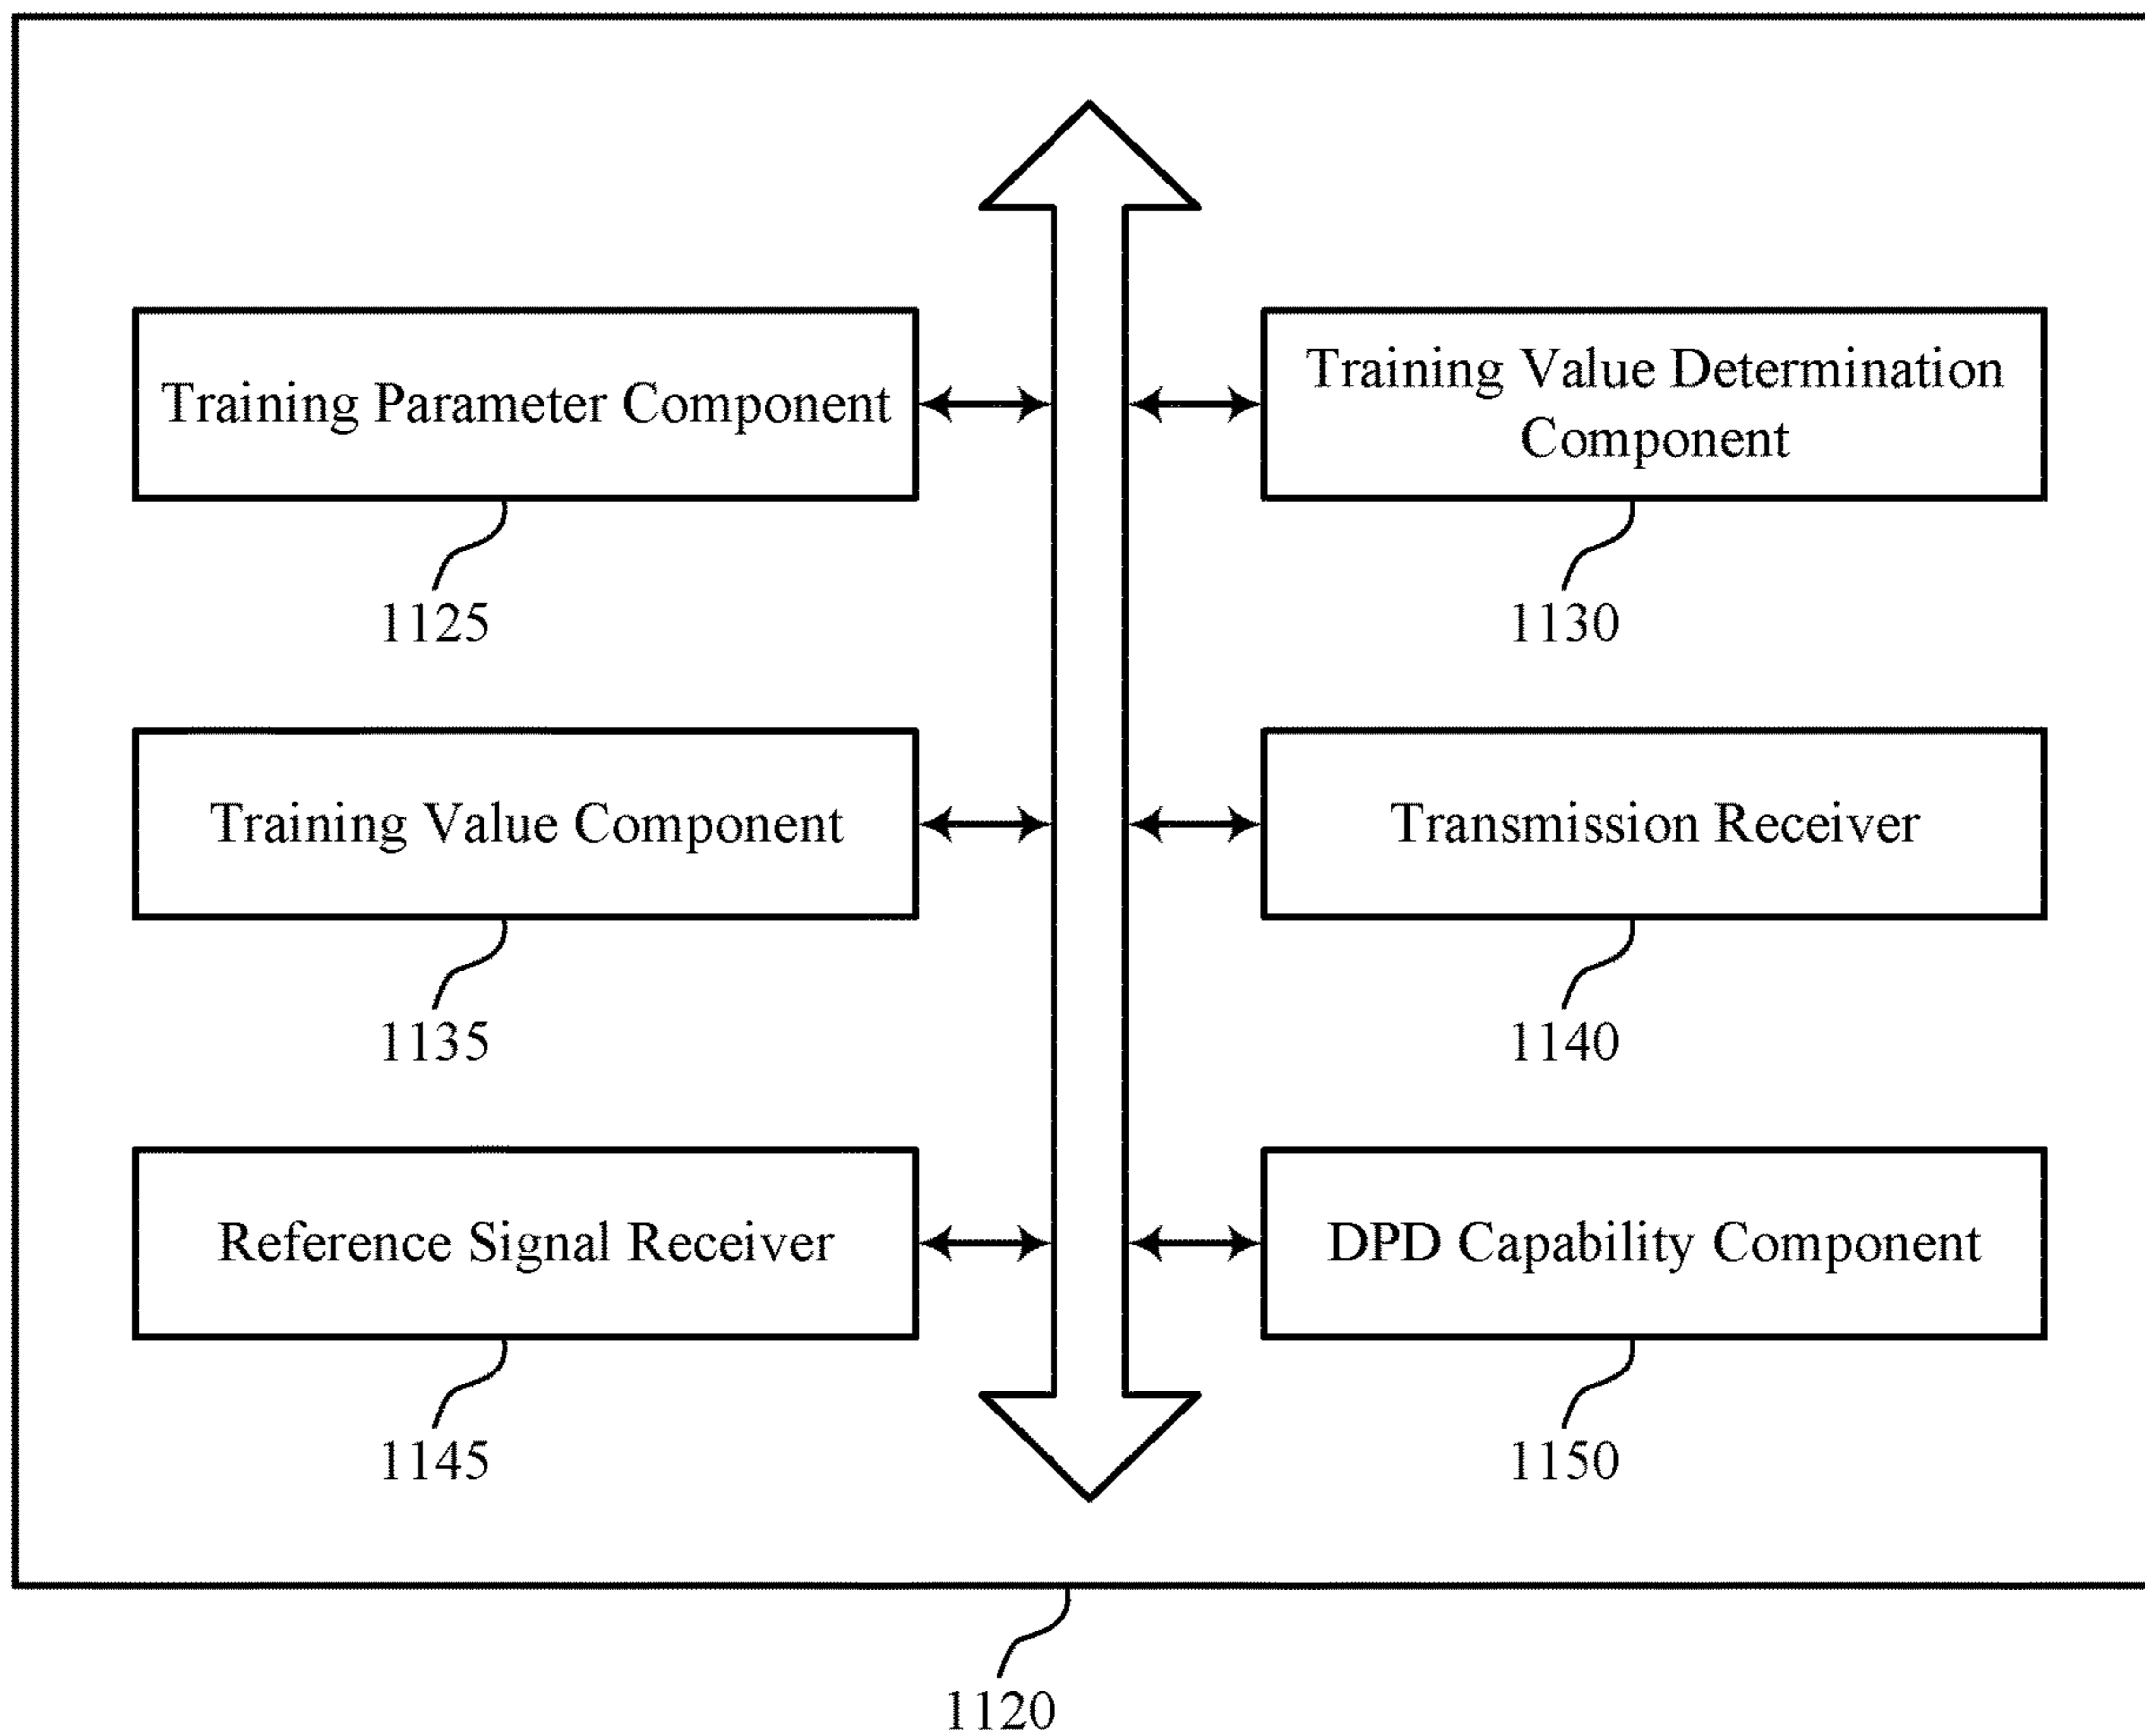 Training Parameter Component
1125
Training Value Determination
Component
1130
Training Value Component
1135
Transmission Receiver
1140
Reference Signal Receiver
1145
DPD Capability Component
1150
1120